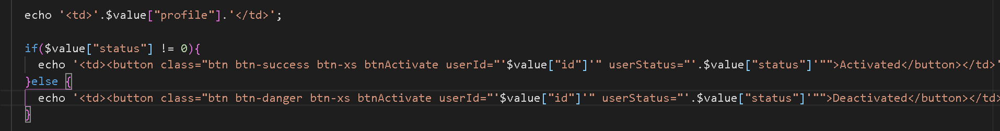 echo '<td>'.$value["profile"].'</td>';
if($value["status"] != 0){
echo '<td><button class="btn btn-success btn-xs btnActivate userId="'$value["id"]'" userStatus="'.$value["status"]'"">Activated</button></td>'
}else {
echo '<td><button class="btn btn-danger btn-xs btnActivate userId="'$value["id"]'" userStatus="'.$value["status"]'"">Deactivated</button></td>
}